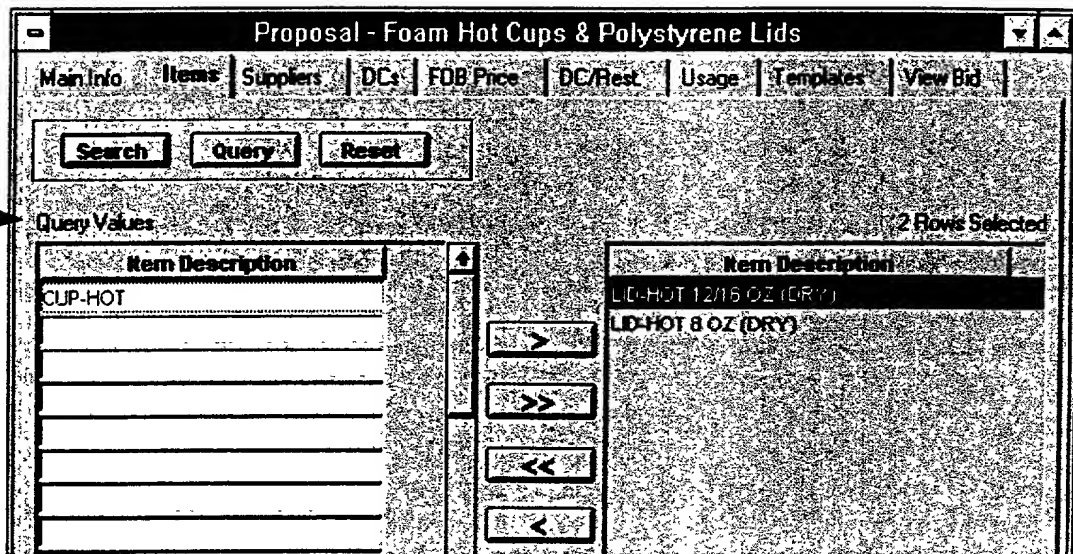 Proposal - Foam Hot Cups & Polystyrene Lids
Main Info Items Suppliers DCs FOB Price DC/Rest. Usage Templates View Bid
Search Query Reset
Query Values 2 Rows Selected
Item Description Item Description
CUP-HOT LID-HOT 12/16 OZ (DRY)
LID-HOT 8 OZ (DRY)
>
>>
<<
<